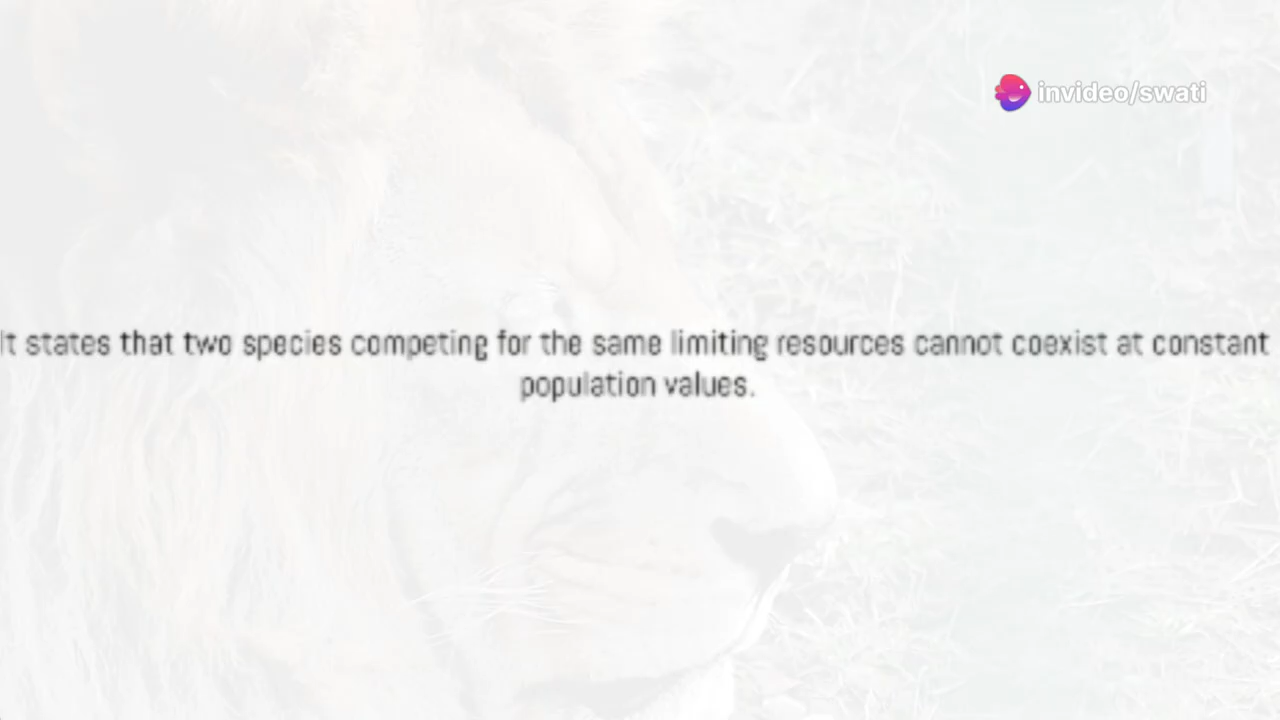 invideo/swati
It states that two species competing for the same limiting resources cannot coexist at constant
population values.